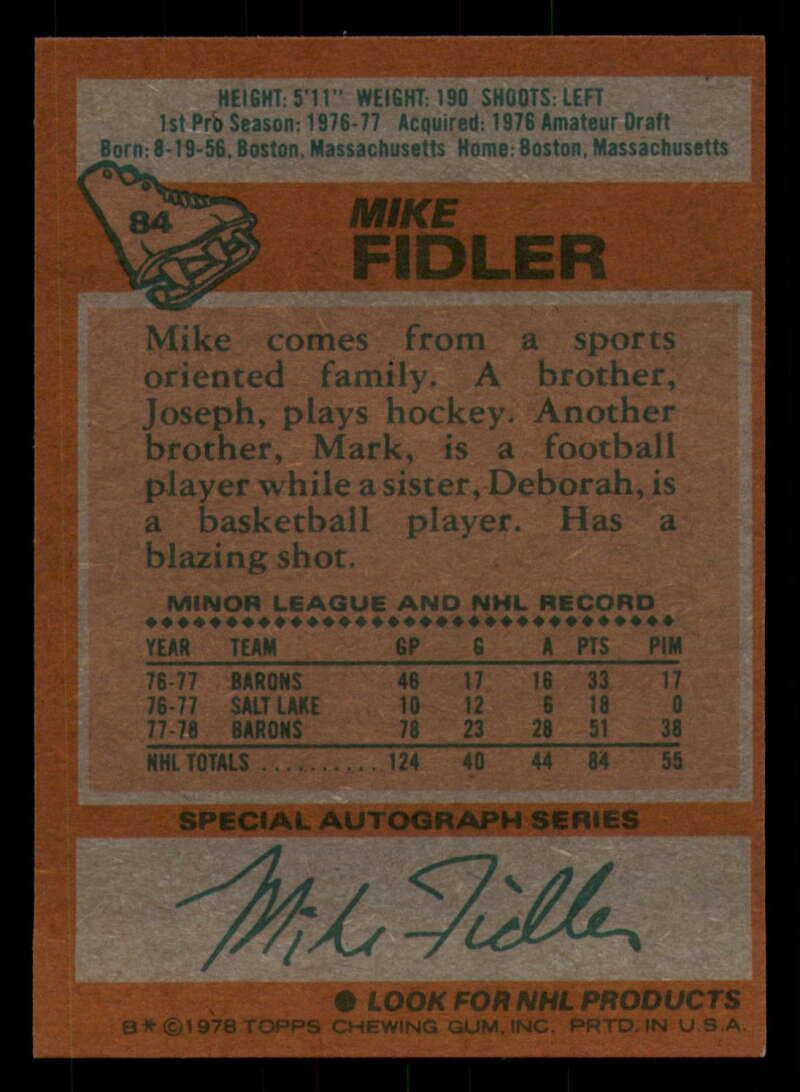 HEIGHT: 5'11" WEIGHT: 190 SHOOTS: LEFT
1st Pro Season: 1976-77 Acquired: 1976 Amateur Draft
Born: 8-19-56, Boston, Massachusetts Home: Boston, Massachusetts
84
MIKE
FIDLER
Mike comes from a sports
oriented family. A brother,
Joseph, plays hockey. Another
brother, Mark, is a football
player while a sister, Deborah, is
a basketball player. Has a
blazing shot.
MINOR LEAGUE AND NHL RECORD
YEAR TEAM GP G A PTS PIM
76-77 BARONS 46 17 16 33 17
76-77 SALT LAKE 10 12 6 18 0
77-78 BARONS 78 23 28 51 38
NHL TOTALS .......... 124 40 44 84 55
SPECIAL AUTOGRAPH SERIES
Mike Fidler
● LOOK FOR NHL PRODUCTS
B* ©1978 TOPPS CHEWING GUM, INC. PRTD. IN U.S.A.